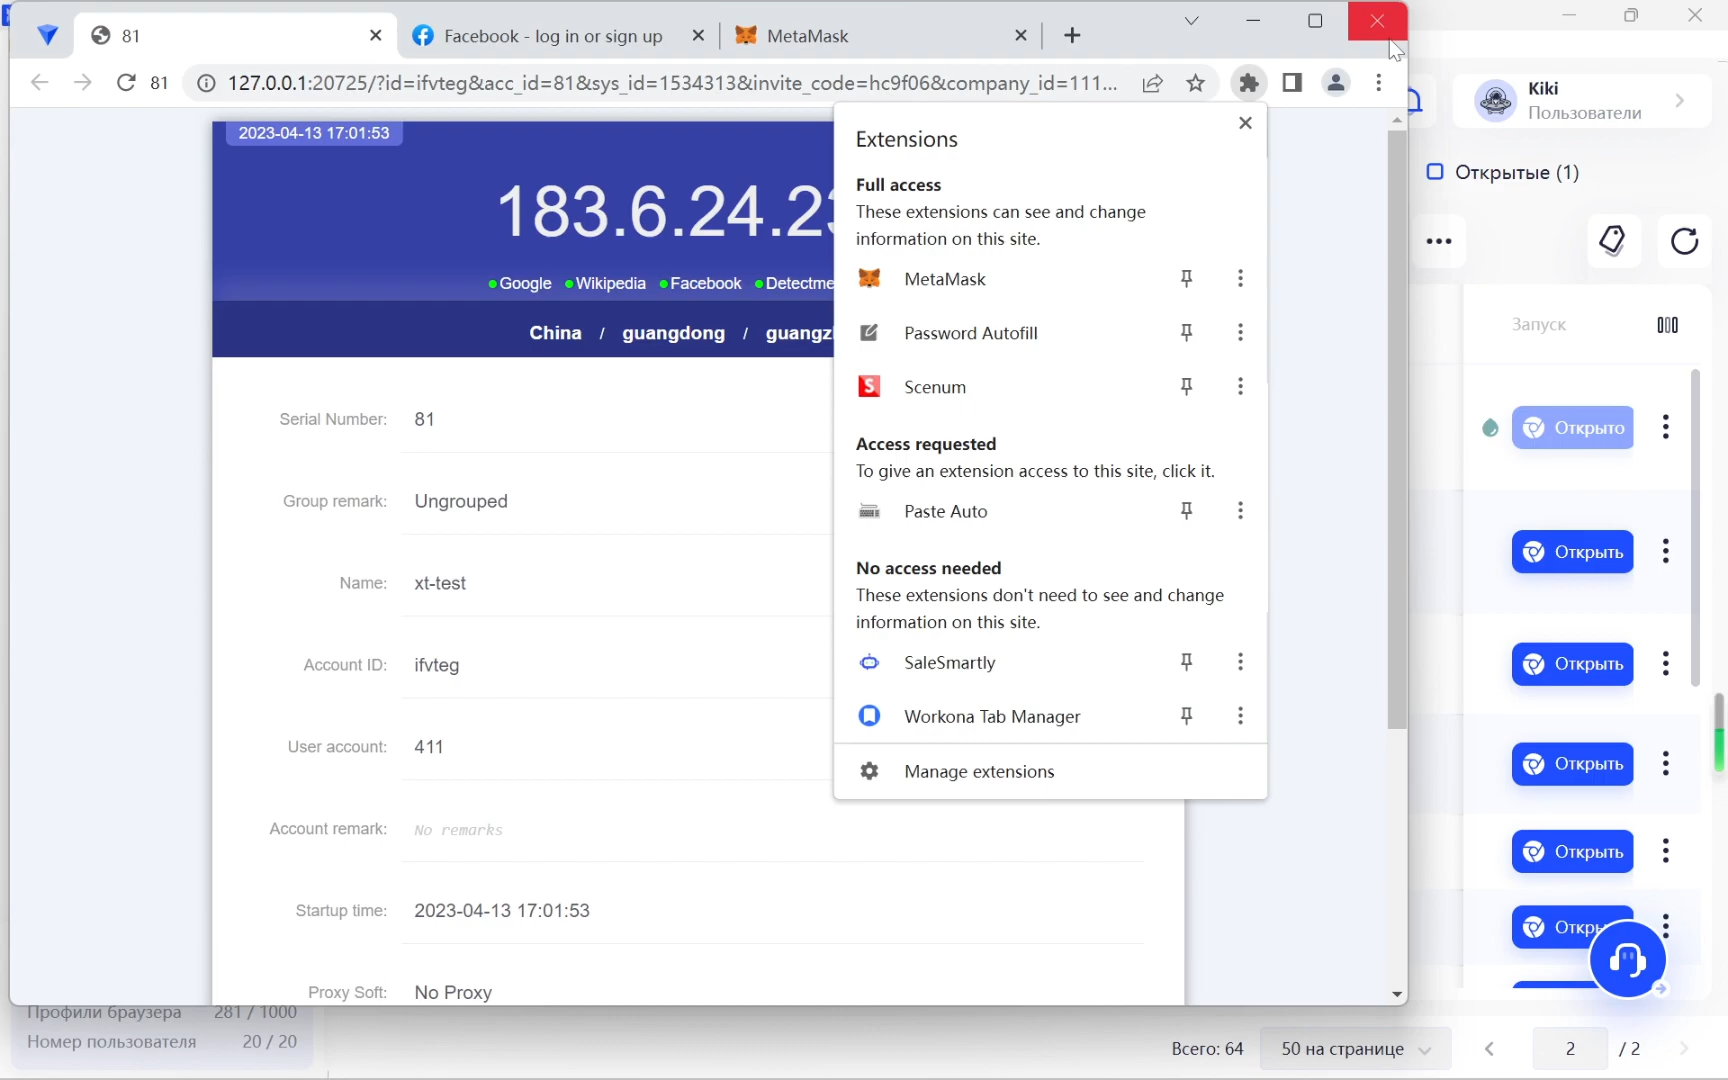 81
Facebook - log in or sign up
MetaMask
81
127.0.0.1:20725/?id=ifvteg&acc_id=81&sys_id=1534313&invite_code=hc9f06&company_id=111...
2023-04-13 17:01:53
183.6.24.2
Google
Wikipedia
Facebook
Detectme
China / guangdong /
Serial Number: 81
Group remark: Ungrouped
Name: xt-test
Account ID: ifvteg
User account: 411
Account remark: No remarks
Startup time: 2023-04-13 17:01:53
Proxy Soft: No Proxy
Extensions
Full access
These extensions can see and change
information on this site.
MetaMask
Password Autofill
Scenum
Access requested
To give an extension access to this site, click it.
Paste Auto
No access needed
These extensions don't need to see and change
information on this site.
SaleSmartly
Workona Tab Manager
Manage extensions
Kiki
Пользователи
Открытые (1)
Запуск
Открыто
Открыть
Открыть
Открыть
Открыть
Профили браузера 281 / 1000
Номер пользователя 20 / 20
Всего: 64
50 на странице
2 / 2